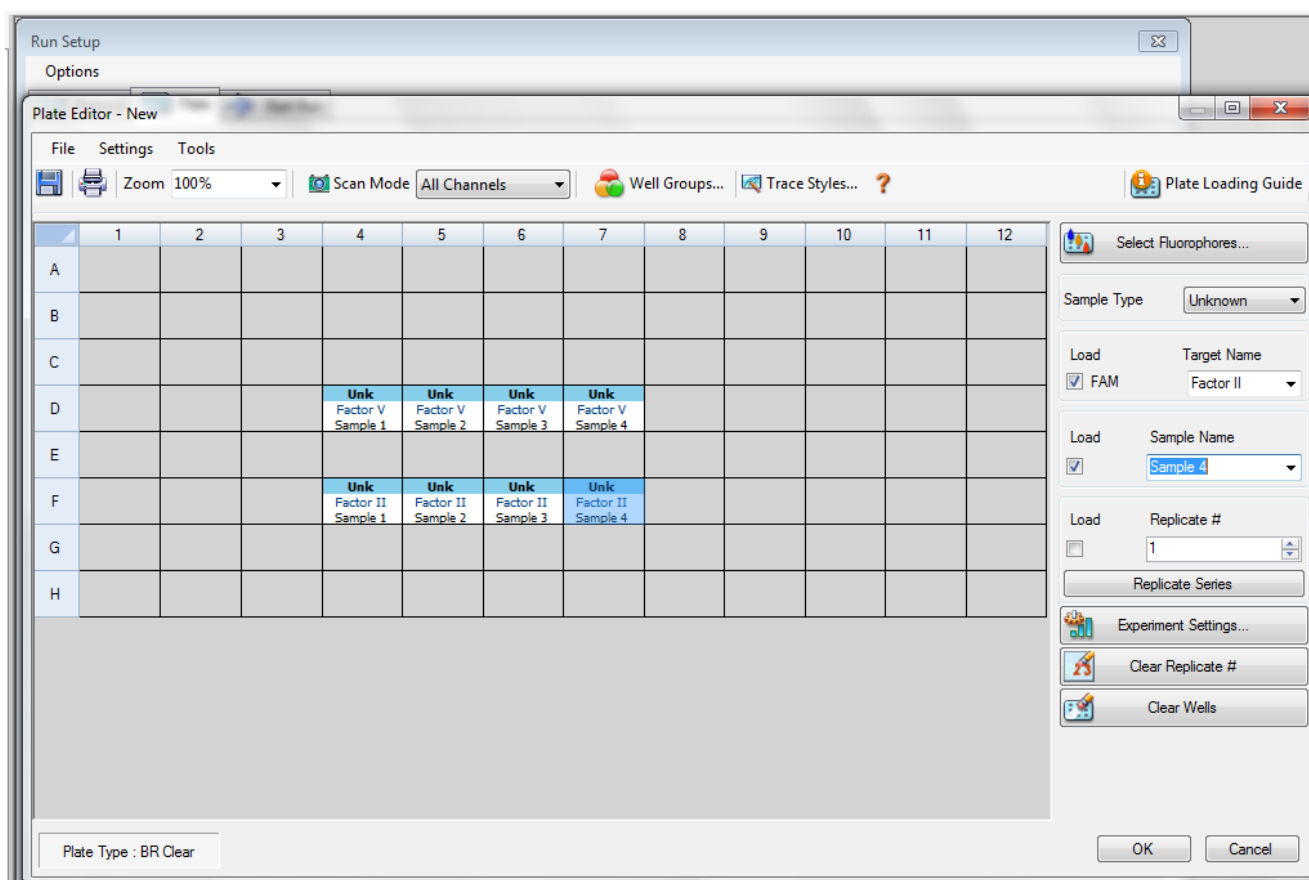 Run Setup
Options
Plate Start Run
Plate Editor - New
File Settings Tools
Zoom 100% Scan Mode All Channels Well Groups... Trace Styles... ? Plate Loading Guide
1 2 3 4 5 6 7 8 9 10 11 12
Select Fluorophores...
A
Sample Type Unknown
B
C
Load Target Name
FAM Factor II
Unk Unk Unk Unk
D Factor V Factor V Factor V Factor V
Sample 1 Sample 2 Sample 3 Sample 4
Load Sample Name
Sample 4
E
Unk Unk Unk Unk
F Factor II Factor II Factor II Factor II
Sample 1 Sample 2 Sample 3 Sample 4
Load Replicate #
1
G
Replicate Series
H
Experiment Settings...
Clear Replicate #
Clear Wells
Plate Type : BR Clear
OK Cancel